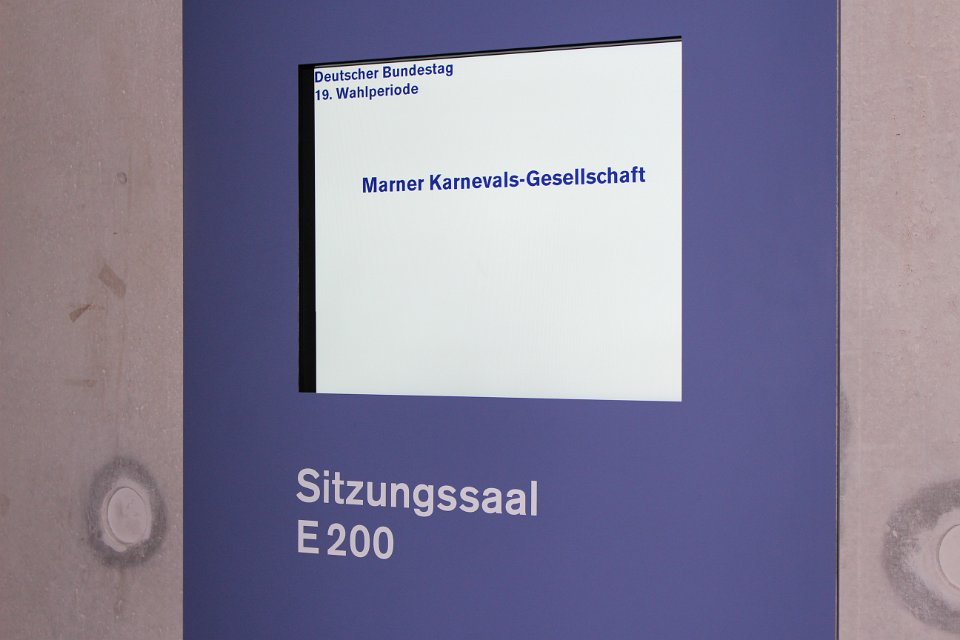 Deutscher Bundestag
19. Wahlperiode
Marner Karnevals-Gesellschaft
Sitzungssaal
E 200